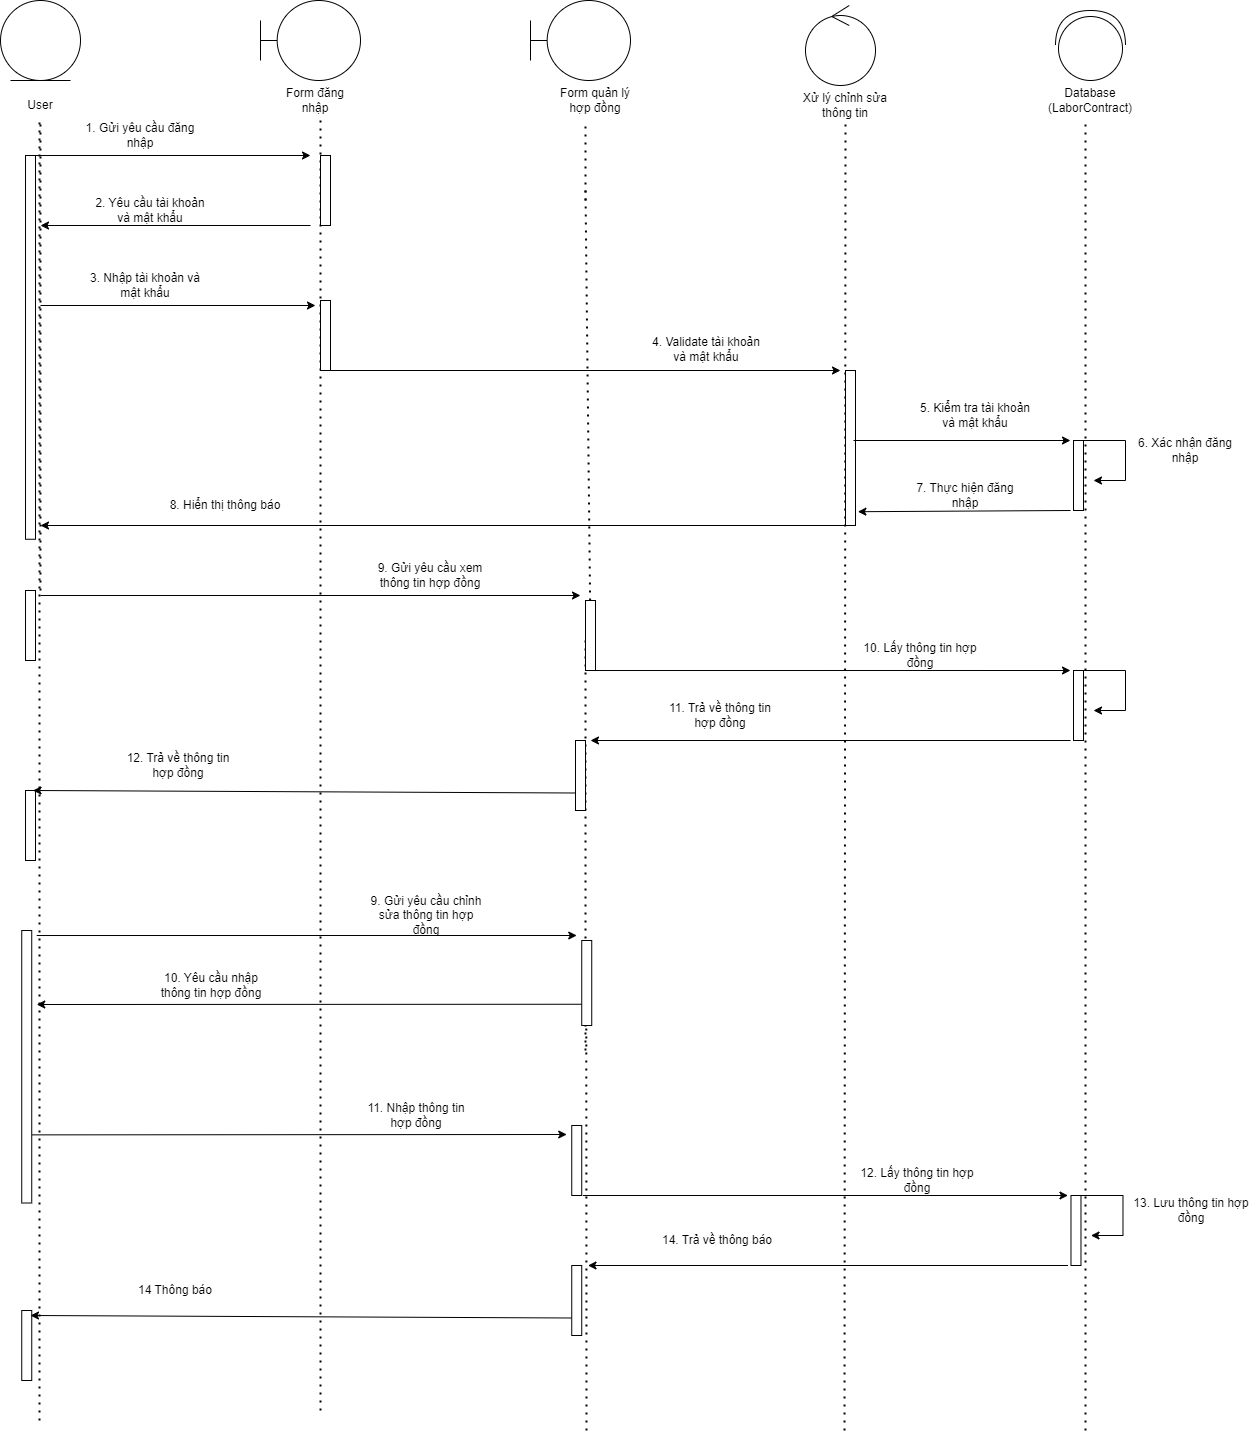 User
Form đăng
nhập
Form quản lý
hợp đồng
Xử lý chỉnh sửa
thông tin
Database
(LaborContract)
1. Gửi yêu cầu đăng
nhập
2. Yêu cầu tài khoản
và mật khẩu
3. Nhập tài khoản và
mật khẩu
4. Validate tài khoản
và mật khẩu
5. Kiểm tra tài khoản
và mật khẩu
6. Xác nhận đăng
nhập
7. Thực hiện đăng
nhập
8. Hiển thị thông báo
9. Gửi yêu cầu xem
thông tin hợp đồng
10. Lấy thông tin hợp
đồng
11. Trả về thông tin
hợp đồng
12. Trả về thông tin
hợp đồng
9. Gửi yêu cầu chỉnh
sửa thông tin hợp
đồng
10. Yêu cầu nhập
thông tin hợp đồng
11. Nhập thông tin
hợp đồng
12. Lấy thông tin hợp
đồng
13. Lưu thông tin hợp
đồng
14. Trả về thông báo
14 Thông báo